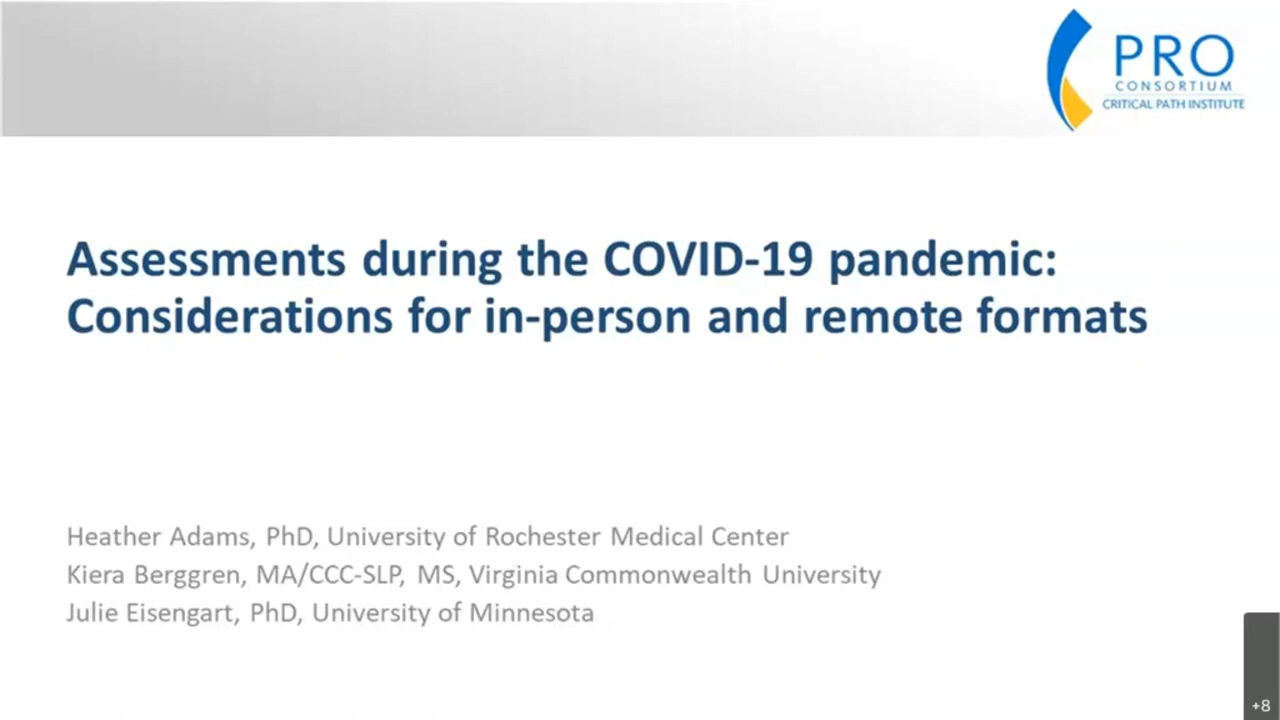 PRO
CONSORTIUM
CRITICAL PATH INSTITUTE
Assessments during the COVID-19 pandemic:
Considerations for in-person and remote formats
Heather Adams, PhD, University of Rochester Medical Center
Kiera Berggren, MA/CCC-SLP, MS, Virginia Commonwealth University
Julie Eisengart, PhD, University of Minnesota
+8